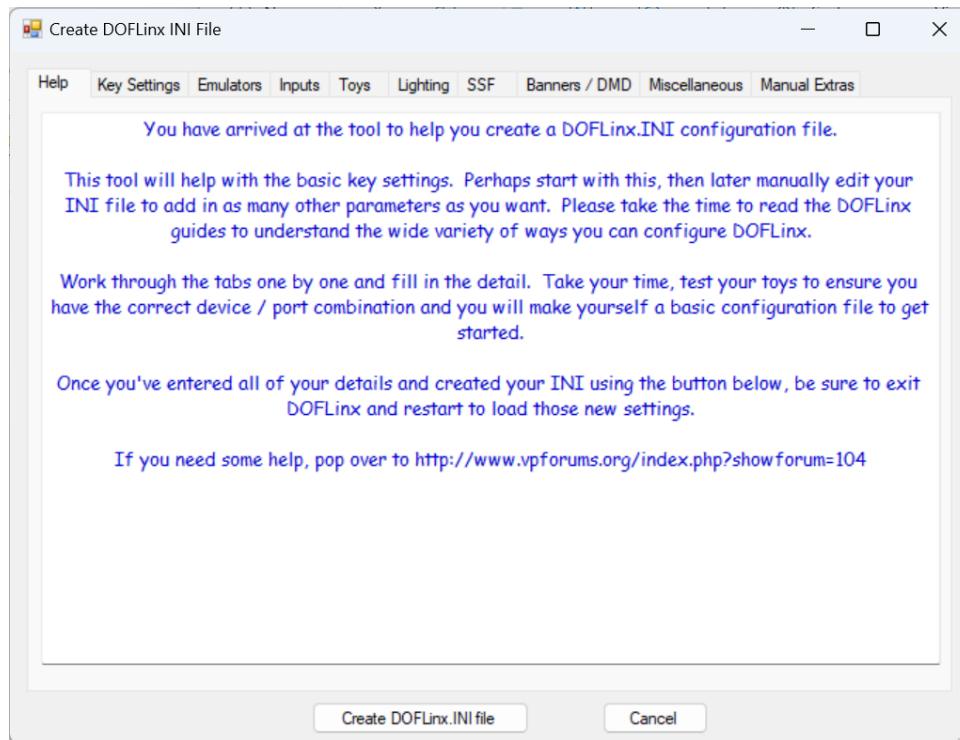 Create DOFLinx INI File
Help Key Settings Emulators Inputs Toys Lighting SSF Banners / DMD Miscellaneous Manual Extras
You have arrived at the tool to help you create a DOFLinx.INI configuration file.
This tool will help with the basic key settings. Perhaps start with this, then later manually edit your
INI file to add in as many other parameters as you want. Please take the time to read the DOFLinx
guides to understand the wide variety of ways you can configure DOFLinx.
Work through the tabs one by one and fill in the detail. Take your time, test your toys to ensure you
have the correct device / port combination and you will make yourself a basic configuration file to get
started.
Once you've entered all of your details and created your INI using the button below, be sure to exit
DOFLinx and restart to load those new settings.
If you need some help, pop over to http://www.vpforums.org/index.php?showforum=104
Create DOFLinx.INI file Cancel